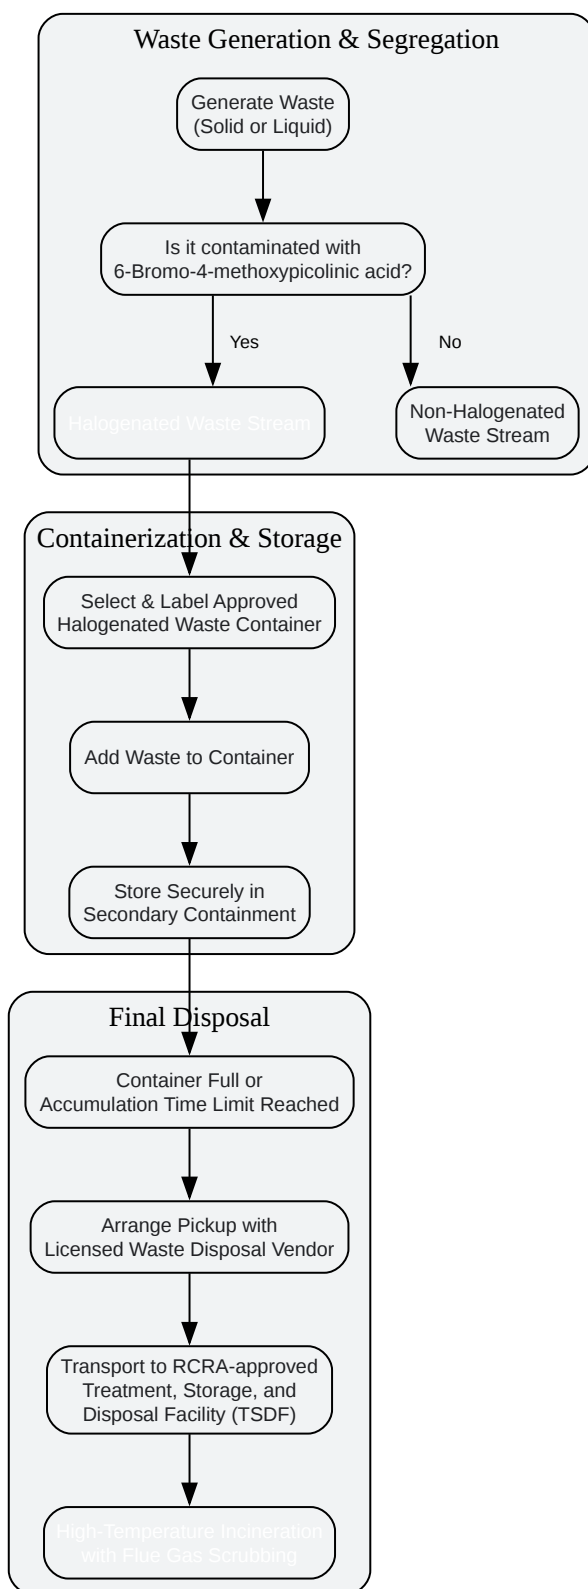 Waste Generation & Segregation
Generate Waste
(Solid or Liquid)
Is it contaminated with
6-Bromo-4-methoxypicolinic acid?
Yes
No
Halogenated Waste Stream
Non-Halogenated
Waste Stream
Containerization & Storage
Select & Label Approved
Halogenated Waste Container
Add Waste to Container
Store Securely in
Secondary Containment
Final Disposal
Container Full or
Accumulation Time Limit Reached
Arrange Pickup with
Licensed Waste Disposal Vendor
Transport to RCRA-approved
Treatment, Storage, and
Disposal Facility (TSDF)
High-Temperature Incineration
with Flue Gas Scrubbing